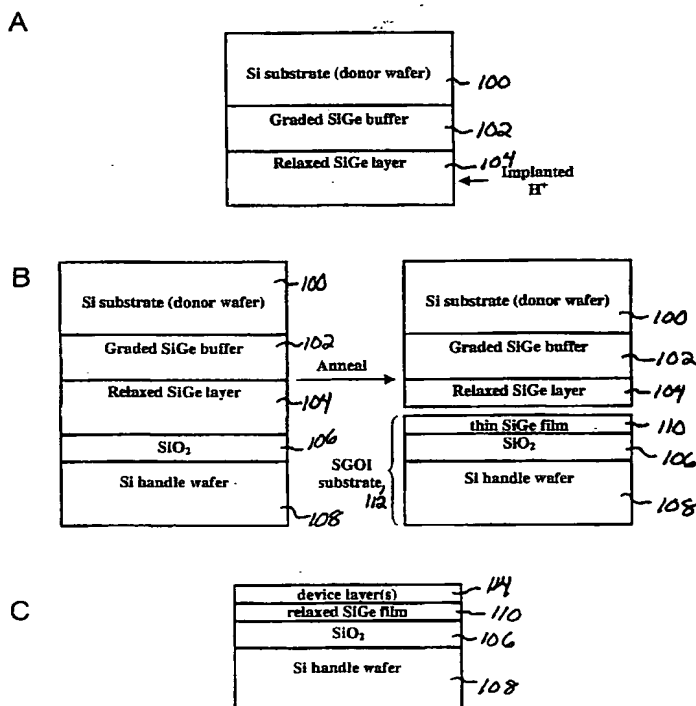 A
Si substrate (donor wafer)
100
Graded SiGe buffer
102
Relaxed SiGe layer
104
Implanted
H+
B
Si substrate (donor wafer)
100
Graded SiGe buffer
102
Relaxed SiGe layer
104
SiO2
106
Si handle wafer
108
Anneal
Si substrate (donor wafer)
100
Graded SiGe buffer
102
Relaxed SiGe layer
104
thin SiGe film
110
SiO2
106
SGOI
substrate,
112
Si handle wafer
108
C
device layer(s)
114
relaxed SiGe film
110
SiO2
106
Si handle wafer
108